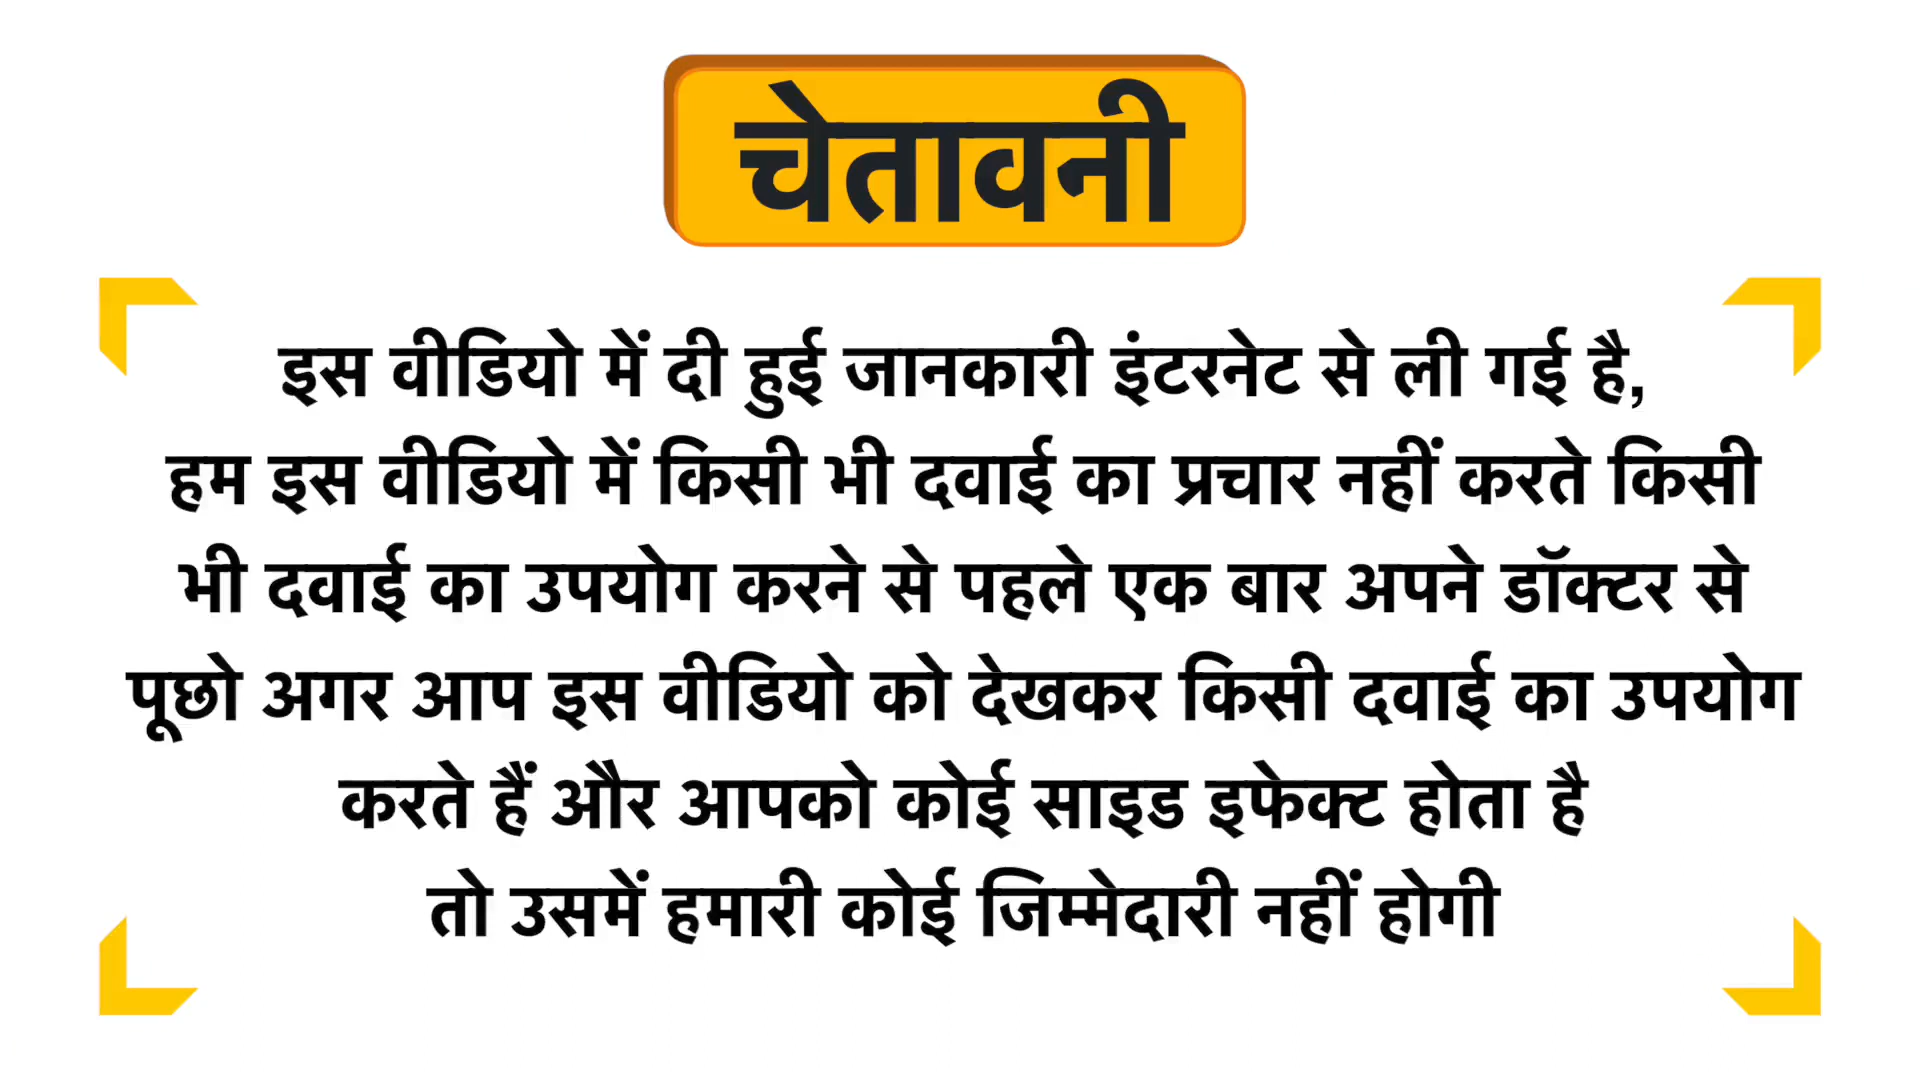 चेतावनी
इस वीडियो में दी हुई जानकारी इंटरनेट से ली गई है,
हम इस वीडियो में किसी भी दवाई का प्रचार नहीं करते किसी
भी दवाई का उपयोग करने से पहले एक बार अपने डॉक्टर से
पूछो अगर आप इस वीडियो को देखकर किसी दवाई का उपयोग
करते हैं और आपको कोई साइड इफेक्ट होता है
तो उसमें हमारी कोई जिम्मेदारी नहीं होगी